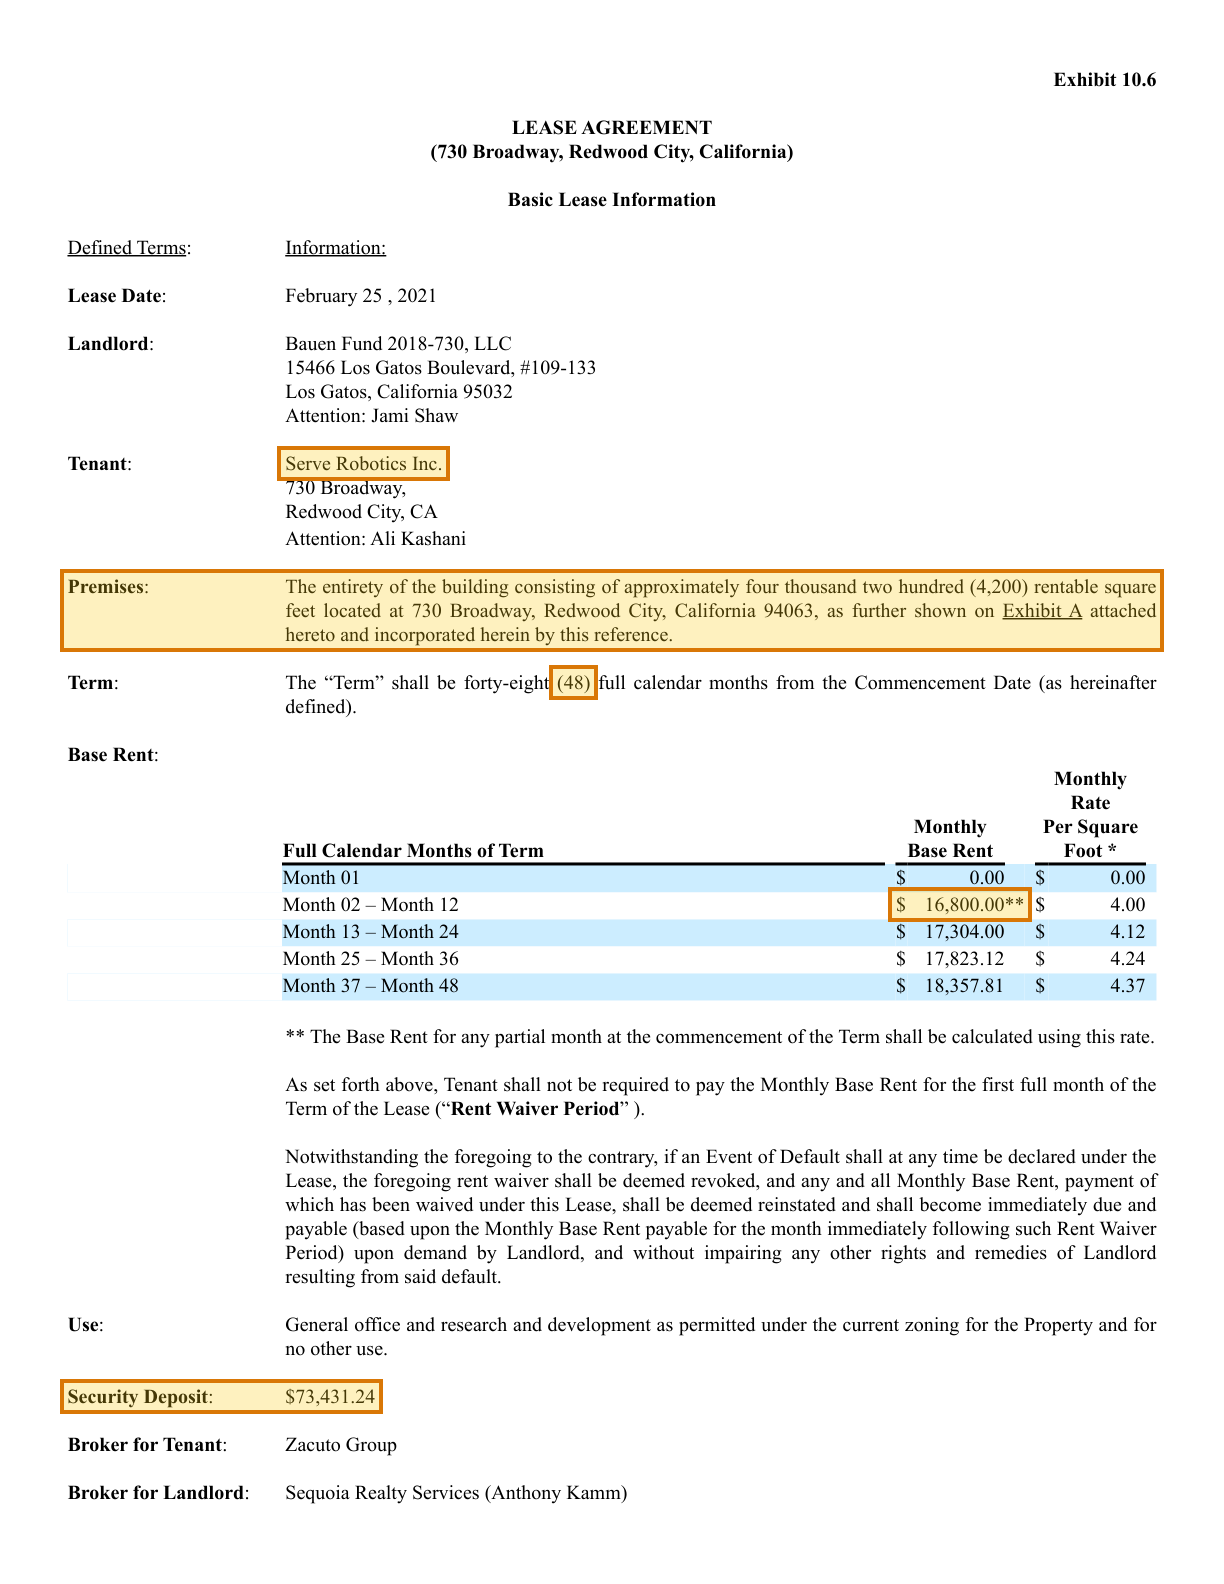 Exhibit 10.6
LEASE AGREEMENT
(730 Broadway, Redwood City, California)
Basic Lease Information
Defined Terms: Information:
Lease Date: February 25 , 2021
Landlord: Bauen Fund 2018-730, LLC
15466 Los Gatos Boulevard, #109-133
Los Gatos, California 95032
Attention: Jami Shaw
Tenant: Serve Robotics Inc.
730 Broadway,
Redwood City, CA
Attention: Ali Kashani
Premises: The entirety of the building consisting of approximately four thousand two hundred (4,200) rentable square
feet located at 730 Broadway, Redwood City, California 94063, as further shown on Exhibit A attached
hereto and incorporated herein by this reference.
Term: The “Term” shall be forty-eight (48) full calendar months from the Commencement Date (as hereinafter
defined).
Base Rent:
Monthly
Rate
Monthly Per Square
Full Calendar Months of Term Base Rent Foot *
Month 01 $ 0.00 $ 0.00
Month 02 – Month 12 $ 16,800.00** $ 4.00
Month 13 – Month 24 $ 17,304.00 $ 4.12
Month 25 – Month 36 $ 17,823.12 $ 4.24
Month 37 – Month 48 $ 18,357.81 $ 4.37
** The Base Rent for any partial month at the commencement of the Term shall be calculated using this rate.
As set forth above, Tenant shall not be required to pay the Monthly Base Rent for the first full month of the
Term of the Lease (“Rent Waiver Period” ).
Notwithstanding the foregoing to the contrary, if an Event of Default shall at any time be declared under the
Lease, the foregoing rent waiver shall be deemed revoked, and any and all Monthly Base Rent, payment of
which has been waived under this Lease, shall be deemed reinstated and shall become immediately due and
payable (based upon the Monthly Base Rent payable for the month immediately following such Rent Waiver
Period) upon demand by Landlord, and without impairing any other rights and remedies of Landlord
resulting from said default.
Use: General office and research and development as permitted under the current zoning for the Property and for
no other use.
Security Deposit: $73,431.24
Broker for Tenant: Zacuto Group
Broker for Landlord: Sequoia Realty Services (Anthony Kamm)